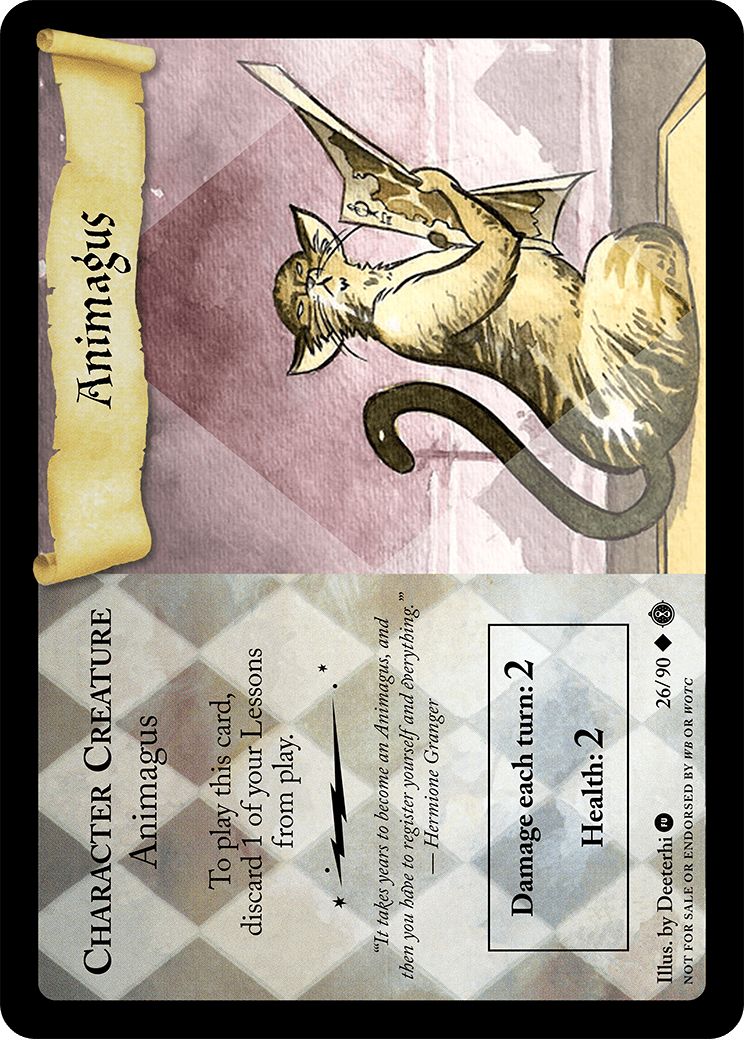 Animagus
CHARACTER CREATURE
Animagus
To play this card,
discard 1 of your Lessons
from play.
“‘It takes years to become an Animagus, and
then you have to register yourself and everything.’”
— Hermione Granger
Damage each turn: 2
Health: 2
Illus. by Deeterhi FU 26/90
NOT FOR SALE OR ENDORSED BY WB OR WOTC